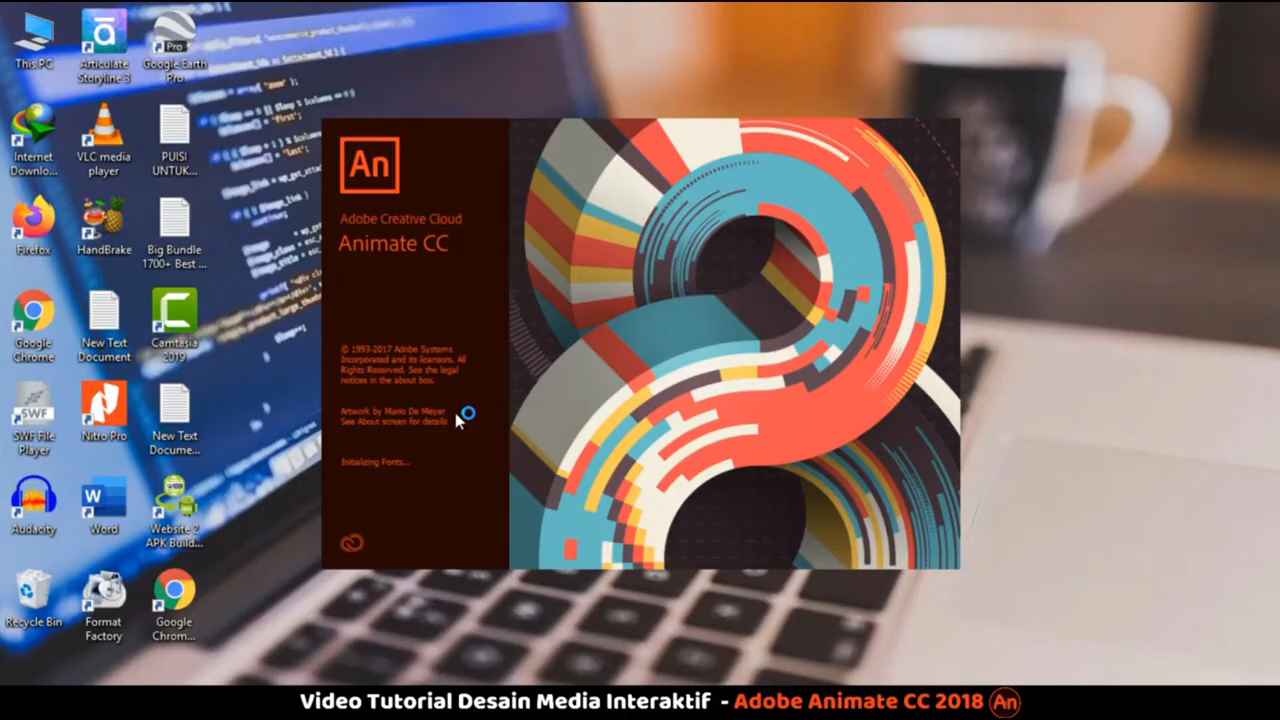 This PC
Articulate
Storyline 3
Pro
Google Earth
Pro
Internet
Downlo...
VLC media
player
PUISI
UNTUK...
Firefox
HandBrake
Big Bundle
1700+ Best ...
Google
Chrome
New Text
Document
Camtasia
2019
SWF
SWF File
Player
Nitro Pro
New Text
Docume...
Audacity
W
Word
Website 2
APK Build...
Recycle Bin
Format
Factory
Google
Chrom...
An
Adobe Creative Cloud
Animate CC
© 1993-2017 Adobe Systems
Incorporated and its licensors. All
Rights Reserved. See the legal
notices in the about box.
Artwork by Mario De Meyer
See About screen for details
Initializing Fonts...
Video Tutorial Desain Media Interaktif - Adobe Animate CC 2018 An